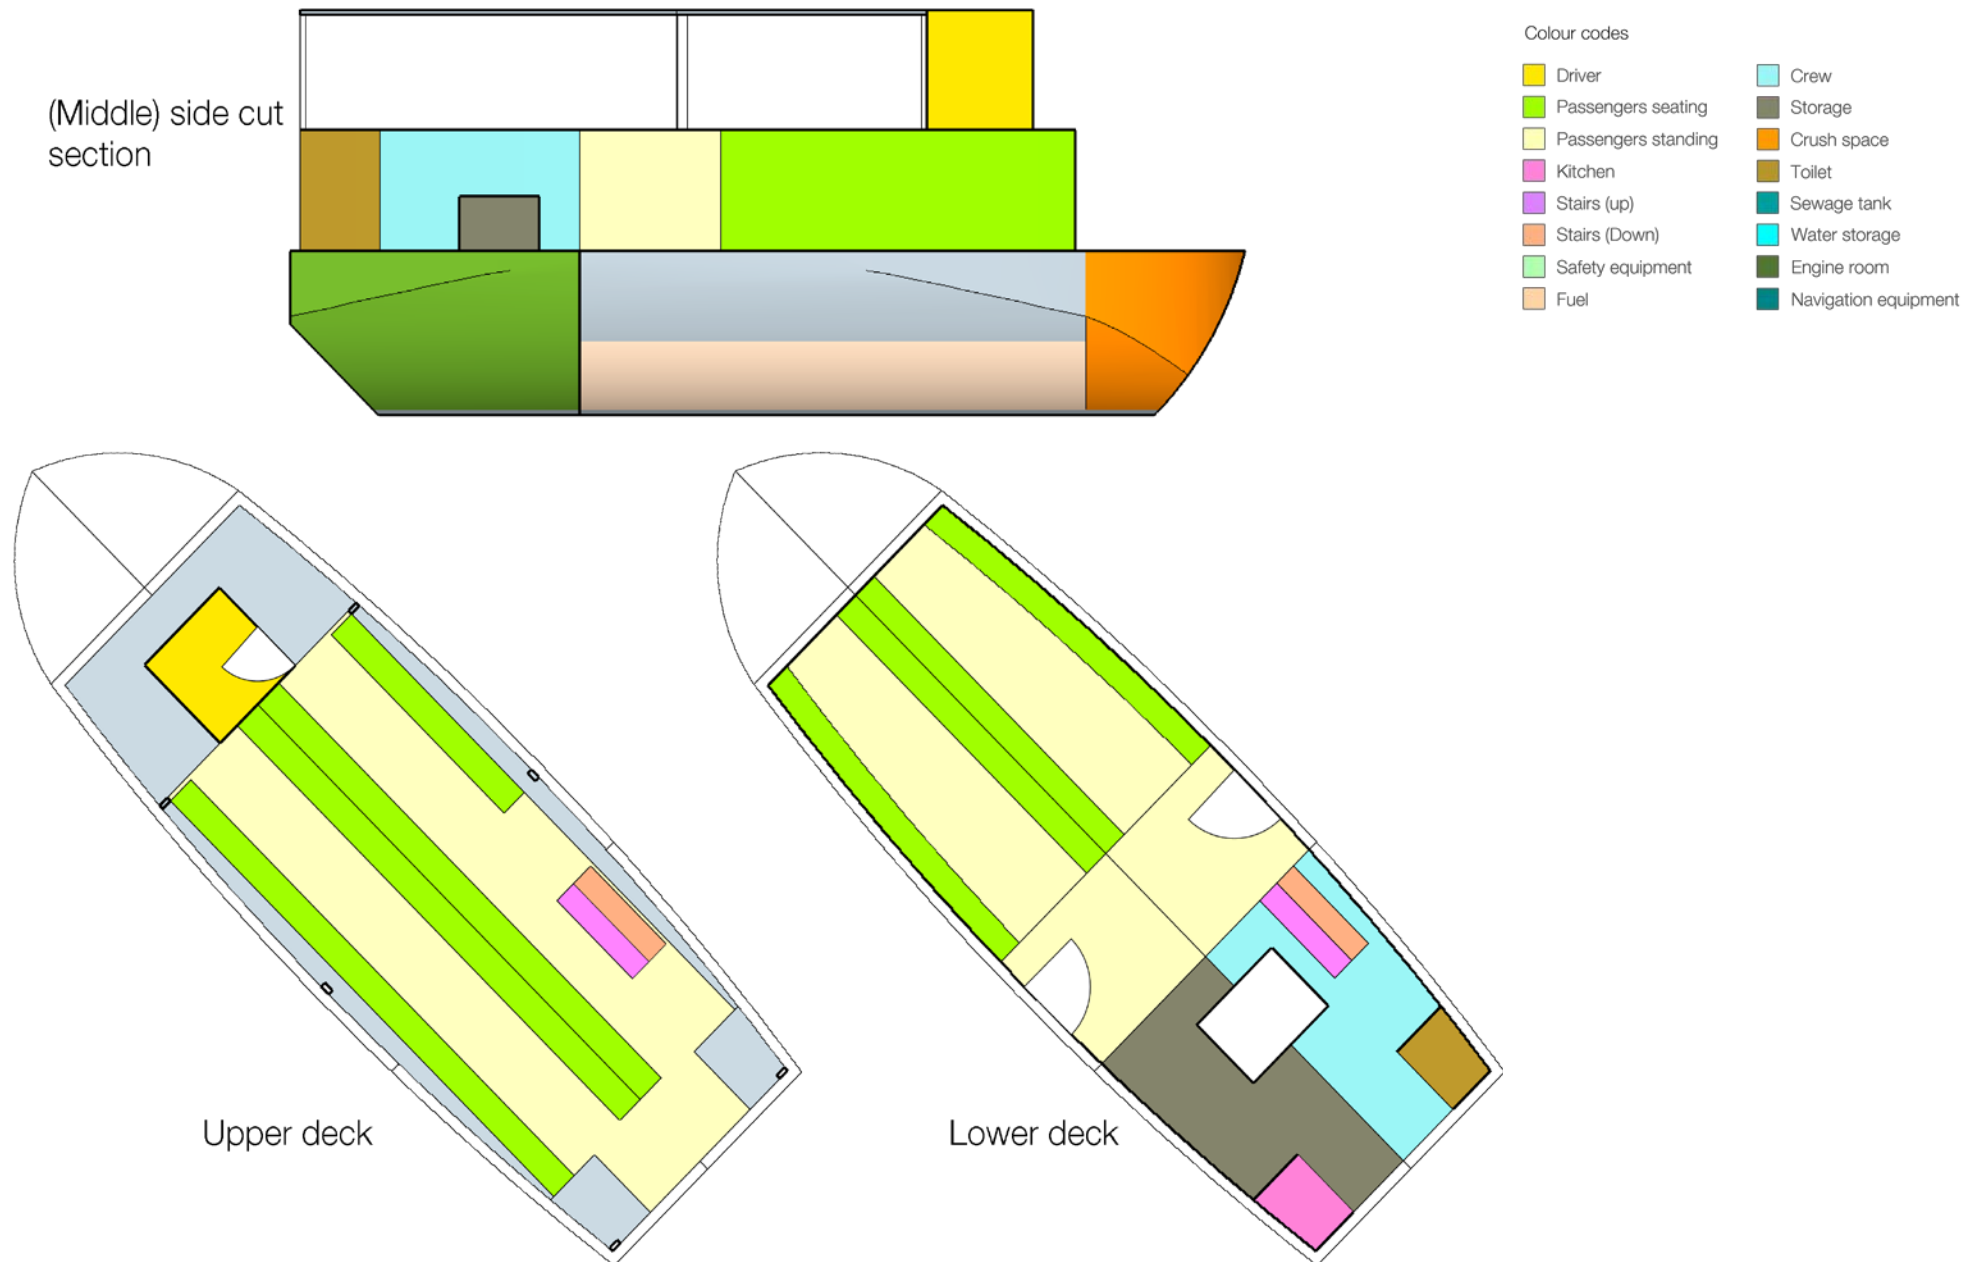 (Middle) side cut
section
Colour codes
Driver
Passengers seating
Passengers standing
Kitchen
Stairs (up)
Stairs (Down)
Safety equipment
Fuel
Crew
Storage
Crush space
Toilet
Sewage tank
Water storage
Engine room
Navigation equipment
Upper deck
Lower deck